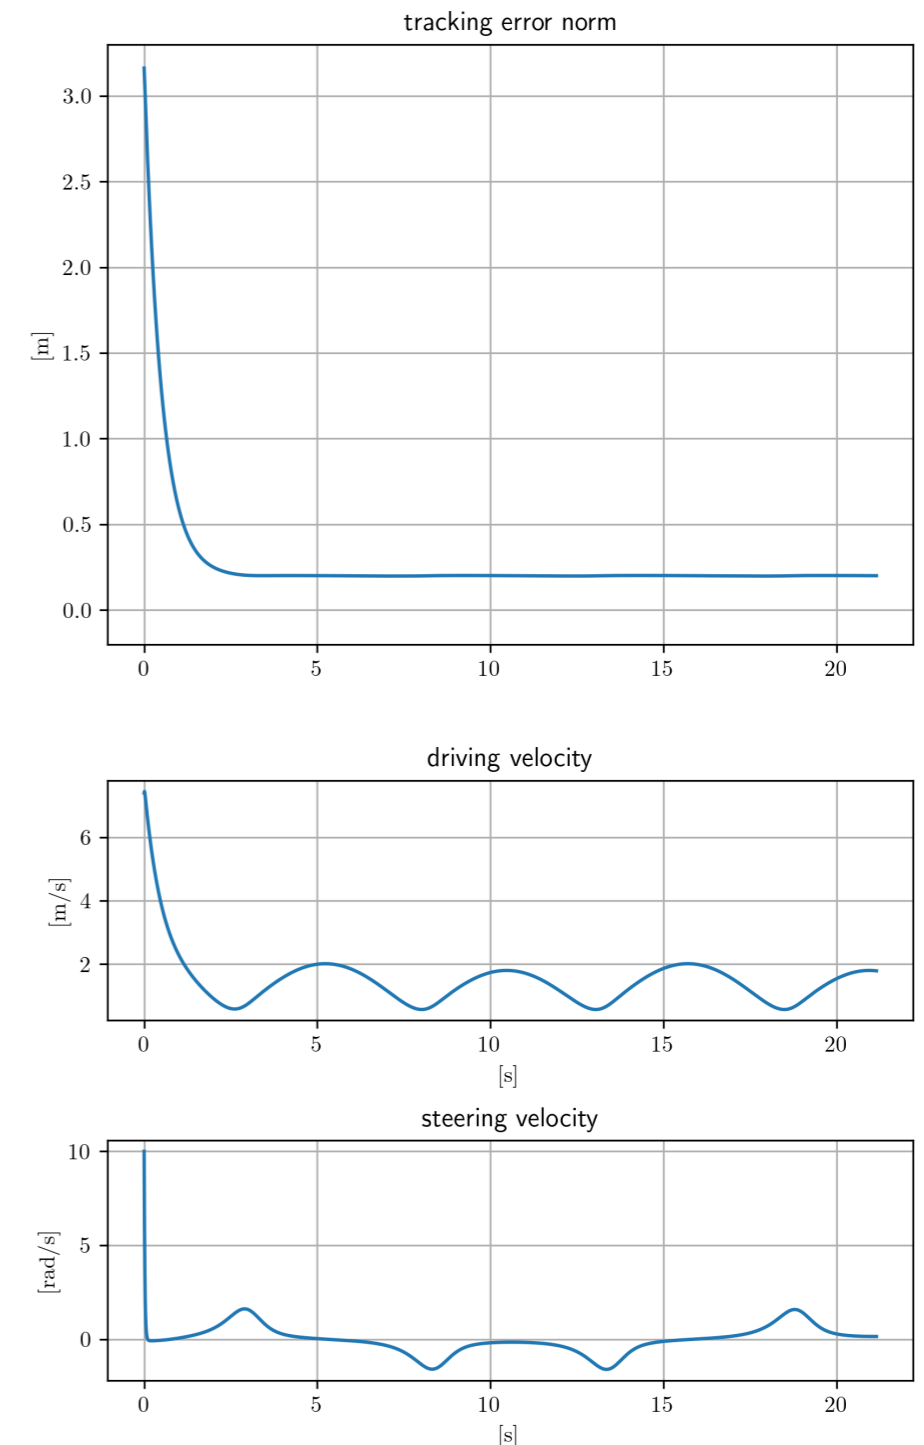 tracking error norm
3.0
2.5
2.0
[m]
1.5
1.0
0.5
0.0
0 5 10 15 20
driving velocity
6
[m/s]
4
2
0 5 10 15 20
[s]
steering velocity
10
[rad/s]
5
0
0 5 10 15 20
[s]